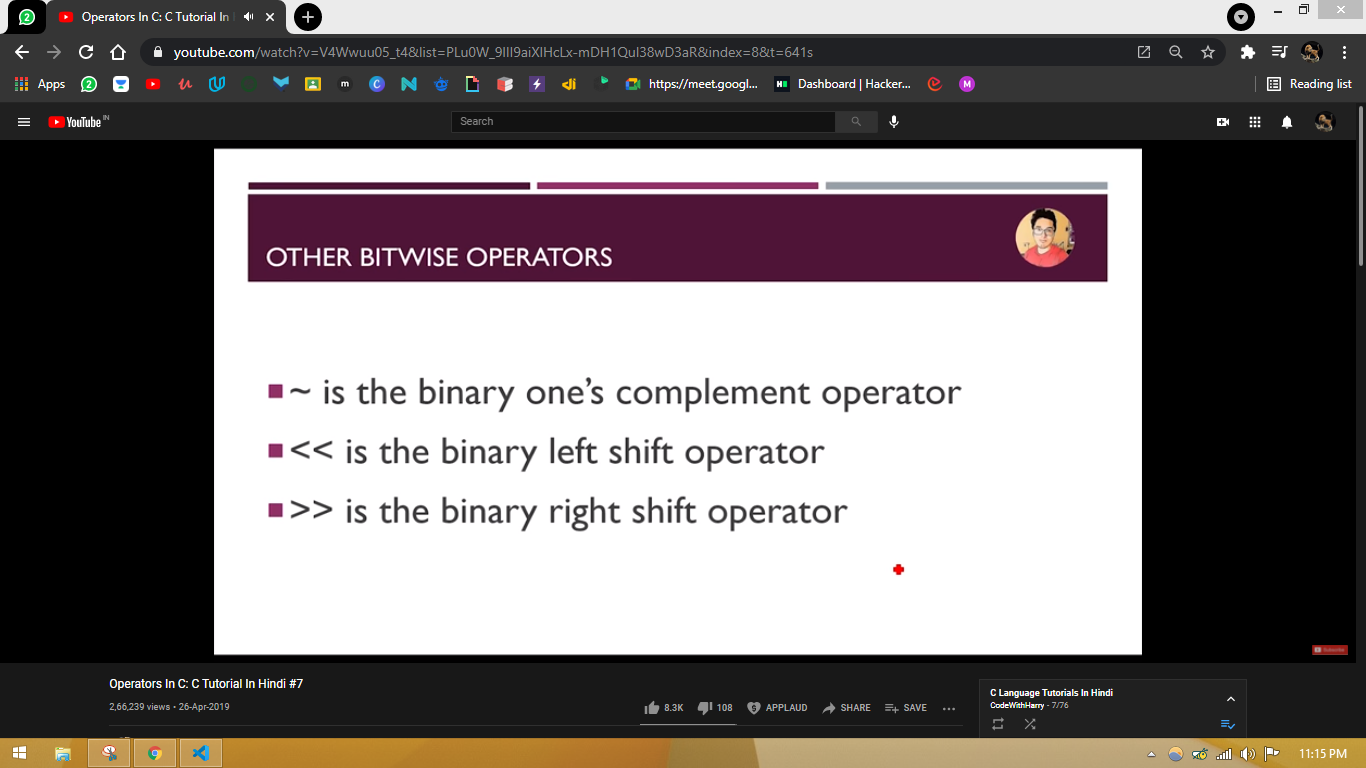 2
Operators In C: C Tutorial In
youtube.com/watch?v=V4Wwuu05_t4&list=PLu0W_9lII9aiXlHcLx-mDH1Qul38wD3aR&index=8&t=641s
Apps
2
m
C
https://meet.googl...
Dashboard | Hacker...
M
Reading list
YouTube IN
Search
OTHER BITWISE OPERATORS
~ is the binary one's complement operator
<< is the binary left shift operator
>> is the binary right shift operator
Subscribe
Operators In C: C Tutorial In Hindi #7
2,66,239 views • 26-Apr-2019
8.3K
108
APPLAUD
SHARE
SAVE
C Language Tutorials In Hindi
CodeWithHarry - 7/76
11:15 PM